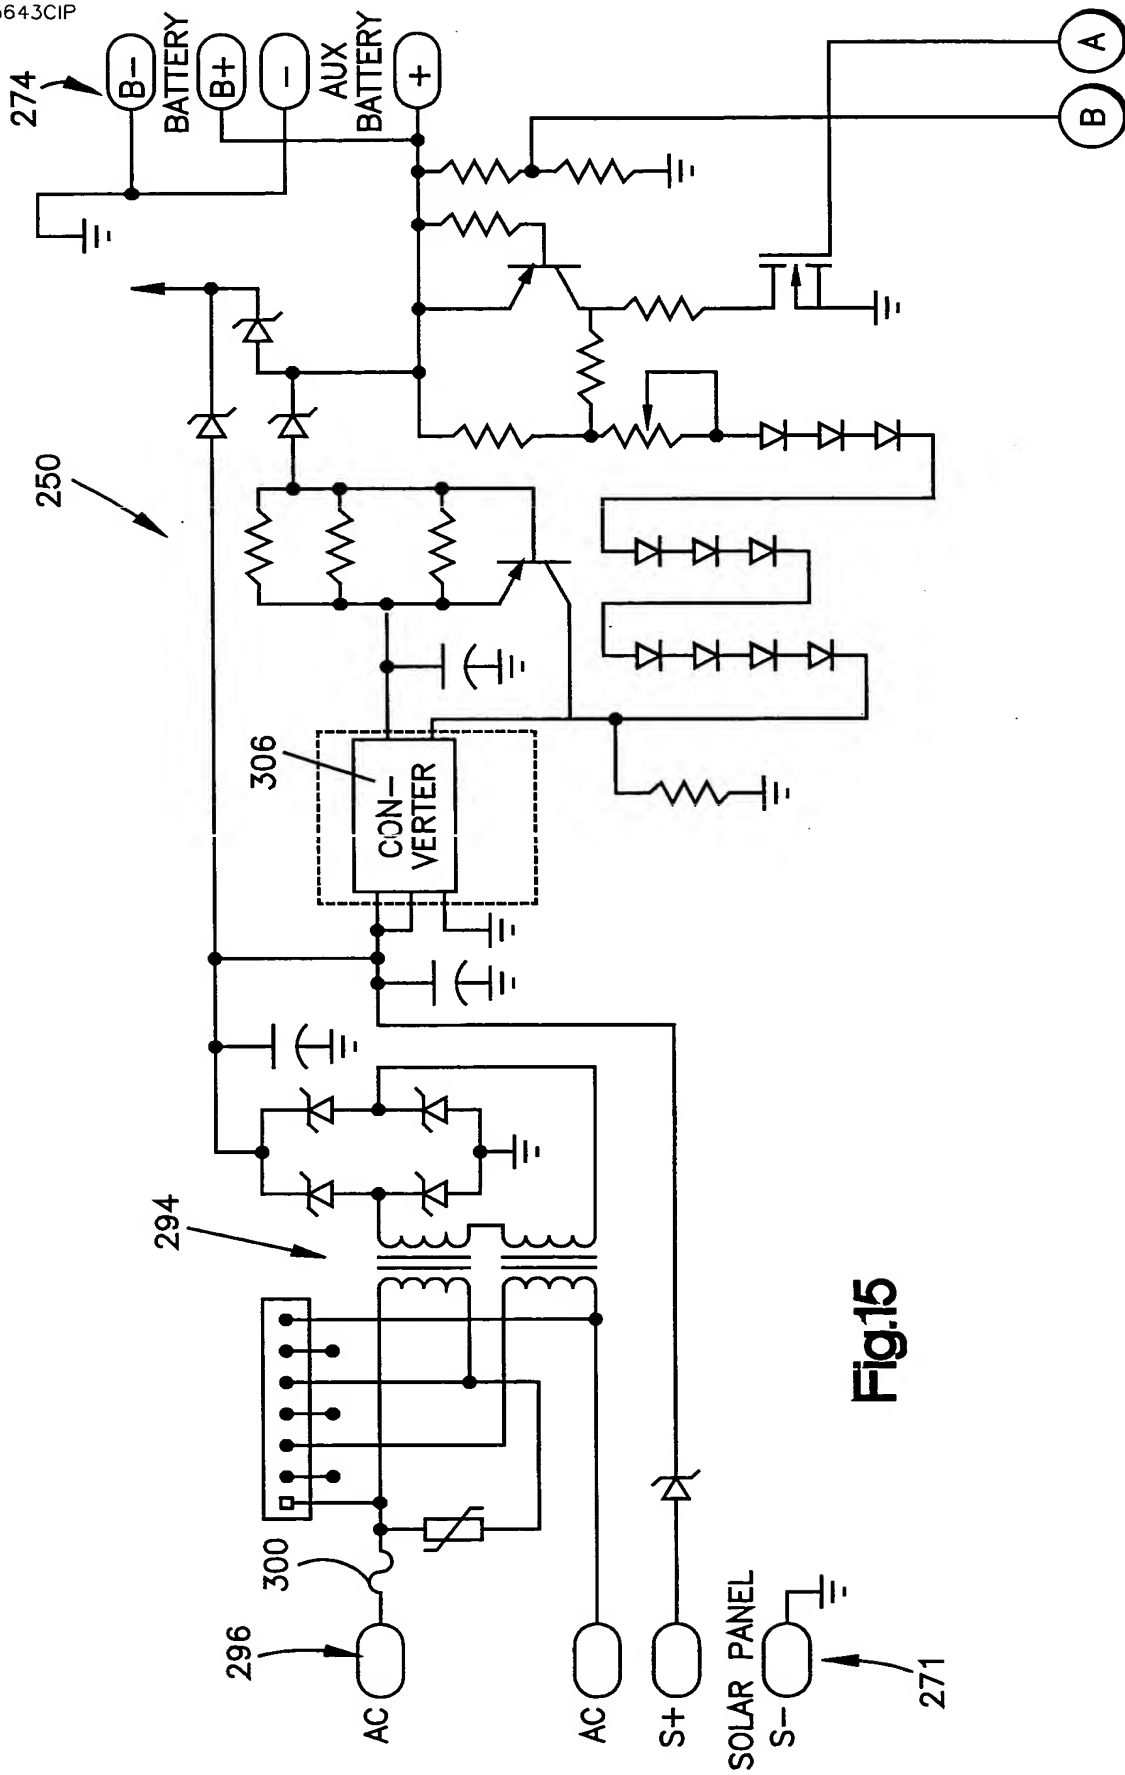 643CIP
274
B-
BATTERY
B+
-
AUX
BATTERY
+
A
B
250
306
CON-
VERTER
294
300
296
AC
AC
S+
SOLAR PANEL
S-
271
Fig.15